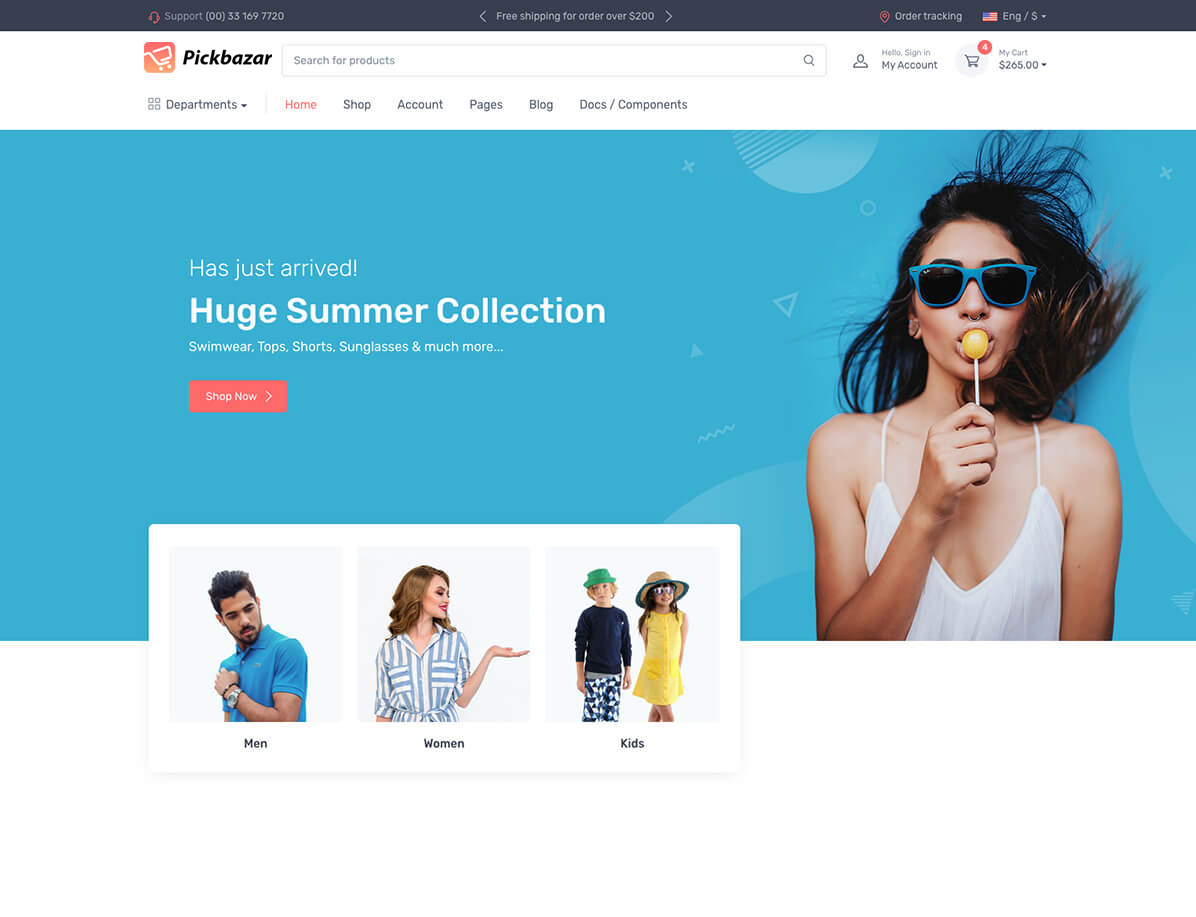 Support (00) 33 169 7720
Free shipping for order over $200
Order tracking
Eng / $
Pickbazar
Search for products
Hello, Sign in
My Account
4
My Cart
$265.00
Departments
Home
Shop
Account
Pages
Blog
Docs / Components
Has just arrived!
Huge Summer Collection
Swimwear, Tops, Shorts, Sunglasses & much more...
Shop Now
Men
Women
Kids